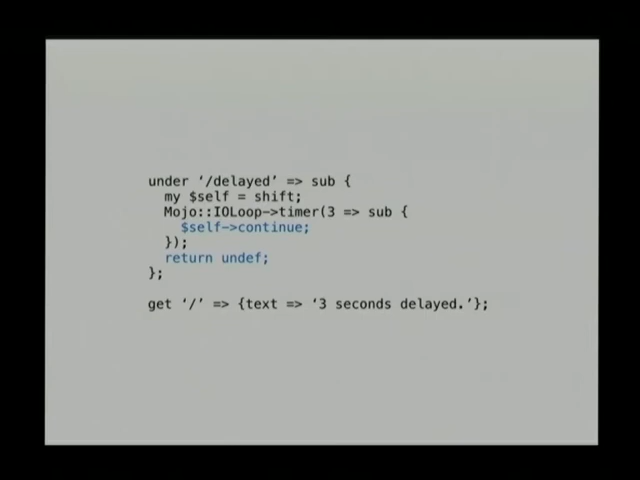 under ‘/delayed’ => sub {
my $self = shift;
Mojo::IOLoop->timer(3 => sub {
$self->continue;
});
return undef;
};
get ‘/’ => {text => ‘3 seconds delayed.’};